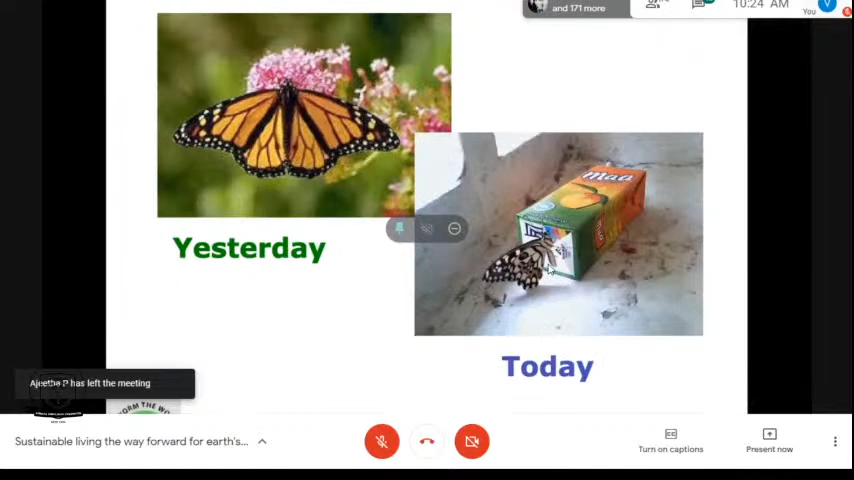 and 171 more
10:24 AM
You
Maa
Maa
Yesterday
Today
Ajeetha P has left the meeting
Sustainable living the way forward for earth's...
Turn on captions
Present now